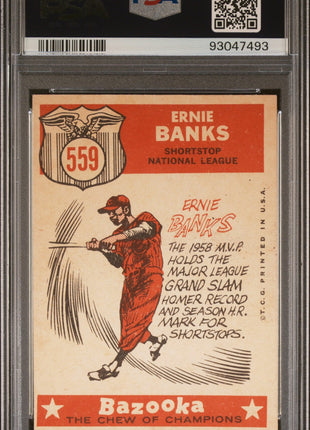 PSA
93047493
559
ERNIE
BANKS
SHORTSTOP
NATIONAL LEAGUE
ERNIE
BANKS
THE 1958 M.V.P.
HOLDS THE
MAJOR LEAGUE
GRAND SLAM
HOMER RECORD
AND SEASON H.R.
MARK FOR
SHORTSTOPS.
©T.C.G. PRINTED IN U.S.A.
Bazooka
THE CHEW OF CHAMPIONS